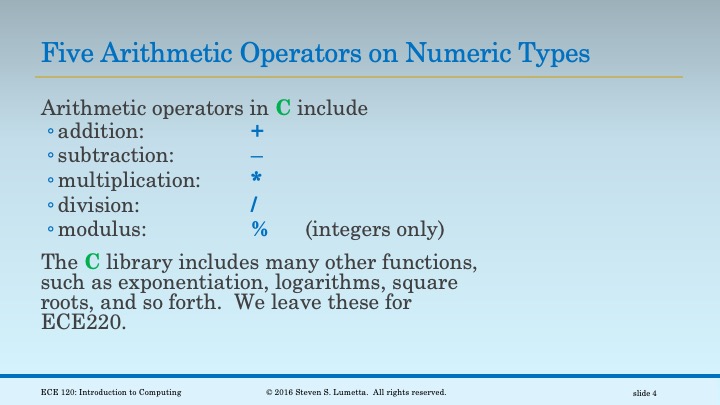 Five Arithmetic Operators on Numeric Types
Arithmetic operators in C include
◦addition: +
◦subtraction: –
◦multiplication: *
◦division: /
◦modulus: % (integers only)
The C library includes many other functions,
such as exponentiation, logarithms, square
roots, and so forth.  We leave these for
ECE220.
ECE 120: Introduction to Computing © 2016 Steven S. Lumetta.  All rights reserved. slide 4